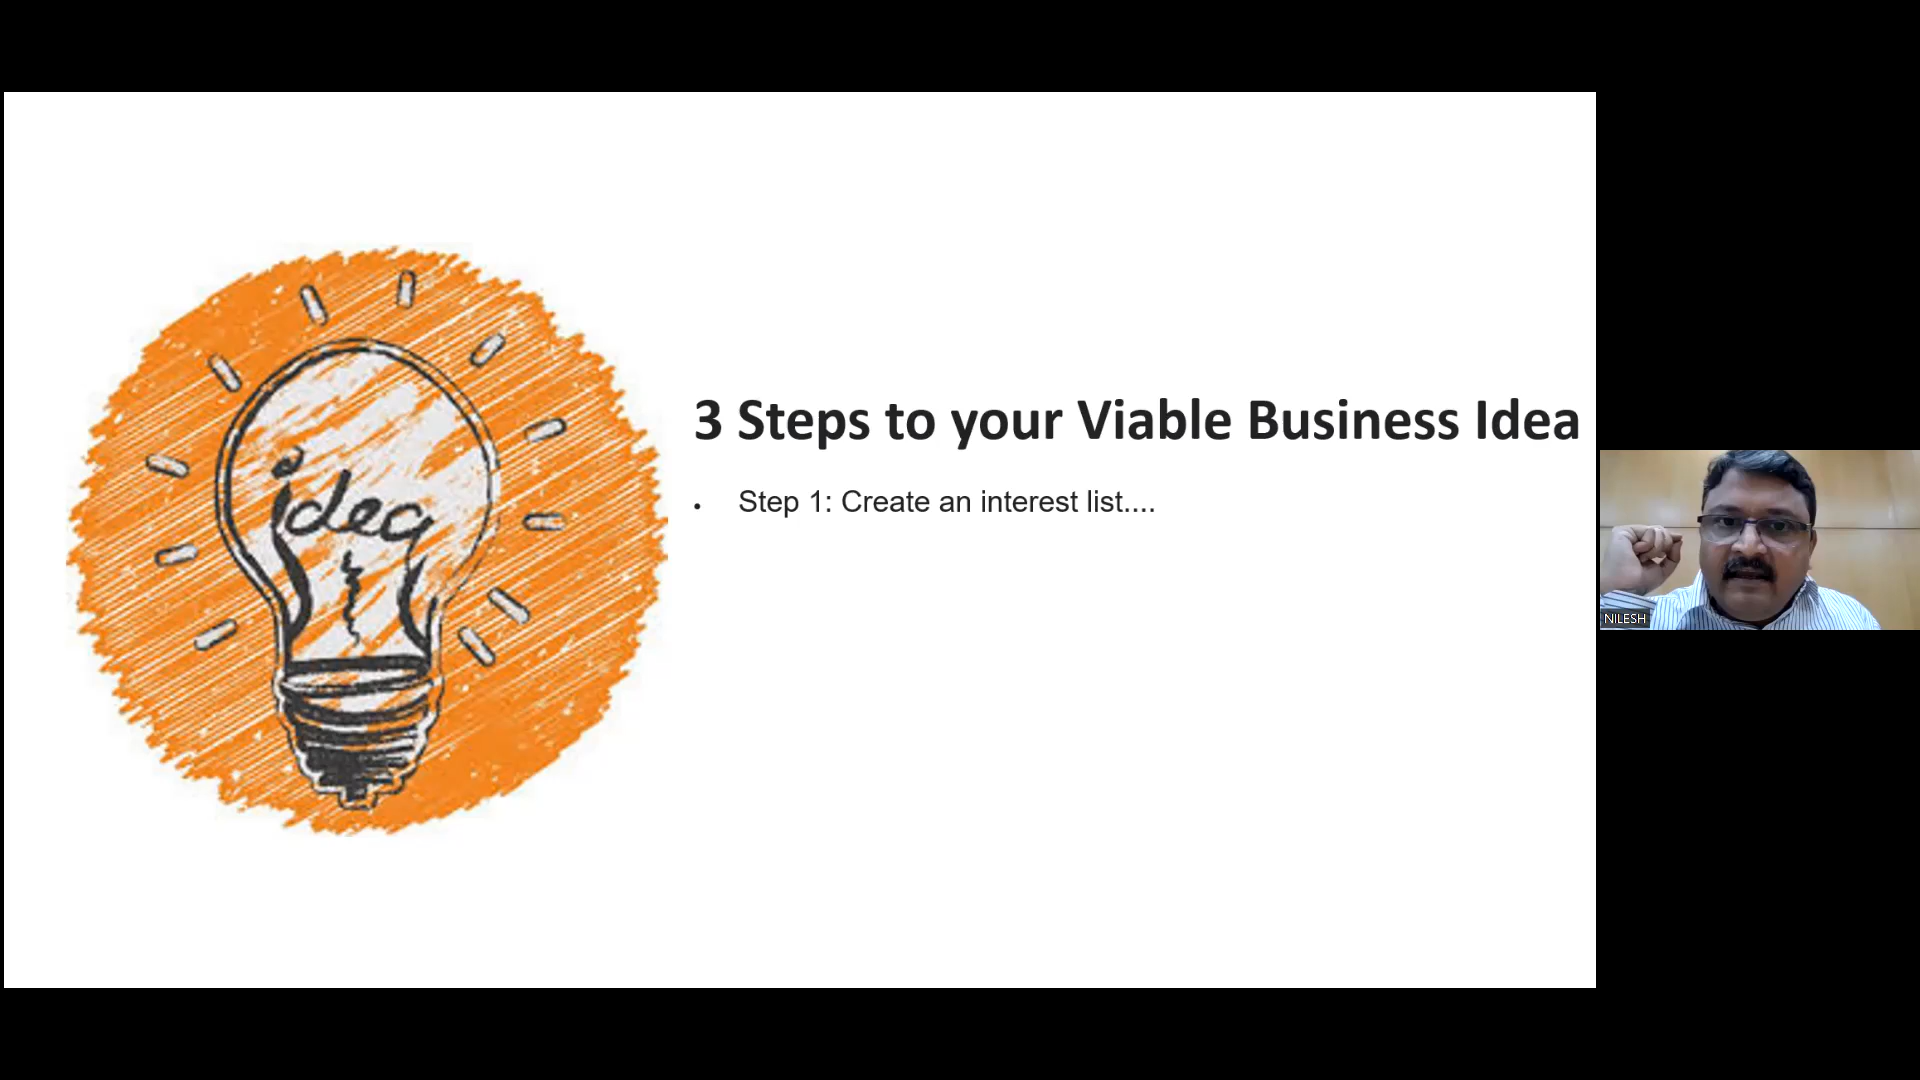 idea
3 Steps to your Viable Business Idea
• Step 1: Create an interest list....
NILESH